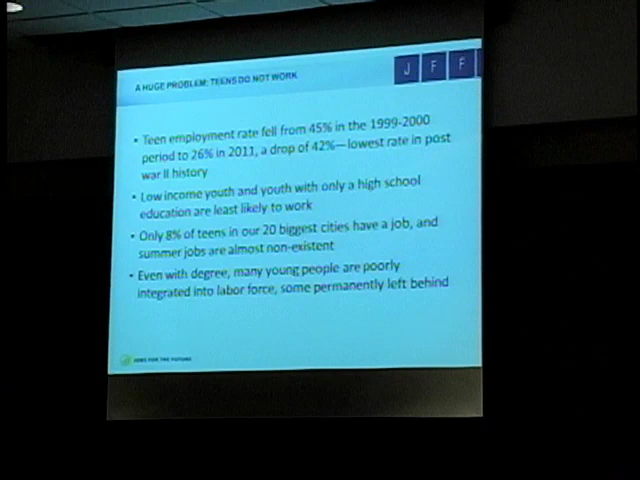 A HUGE PROBLEM: TEENS DO NOT WORK
J F F
• Teen employment rate fell from 45% in the 1999-2000
period to 26% in 2011, a drop of 42%—lowest rate in post
war II history
• Low income youth and youth with only a high school
education are least likely to work
• Only 8% of teens in our 20 biggest cities have a job, and
summer jobs are almost non-existent
• Even with degree, many young people are poorly
integrated into labor force, some permanently left behind
JOBS FOR THE FUTURE